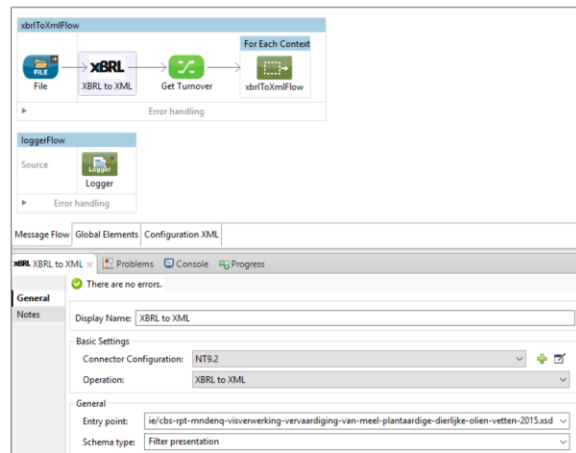 xbrlToXmlFlow
For Each Context
FILE
xBRL
File
XBRL to XML
Get Turnover
xbrlToXmlFlow
Error handling
loggerFlow
Source
Logger
Logger
Error handling
Message Flow Global Elements Configuration XML
xBRL XBRL to XML Problems Console Progress
There are no errors.
General
Notes
Display Name: XBRL to XML
Basic Settings
Connector Configuration: NT9.2
Operation: XBRL to XML
General
Entry point: ie/cbs-rpt-mndenq-visverwerking-vervaardiging-van-meel-plantaardige-dierlijke-olien-vetten-2015.xsd
Schema type: Filter presentation